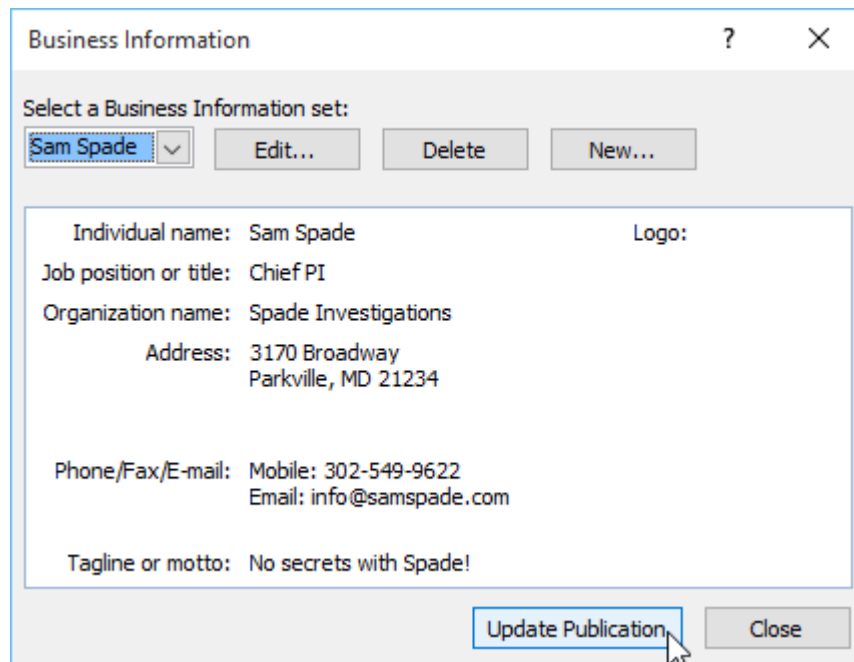 Business Information ?
Select a Business Information set:
Sam Spade Edit... Delete New...
Individual name: Sam Spade Logo:
Job position or title: Chief PI
Organization name: Spade Investigations
Address: 3170 Broadway
Parkville, MD 21234
Phone/Fax/E-mail: Mobile: 302-549-9622
Email: info@samspade.com
Tagline or motto: No secrets with Spade!
Update Publication Close